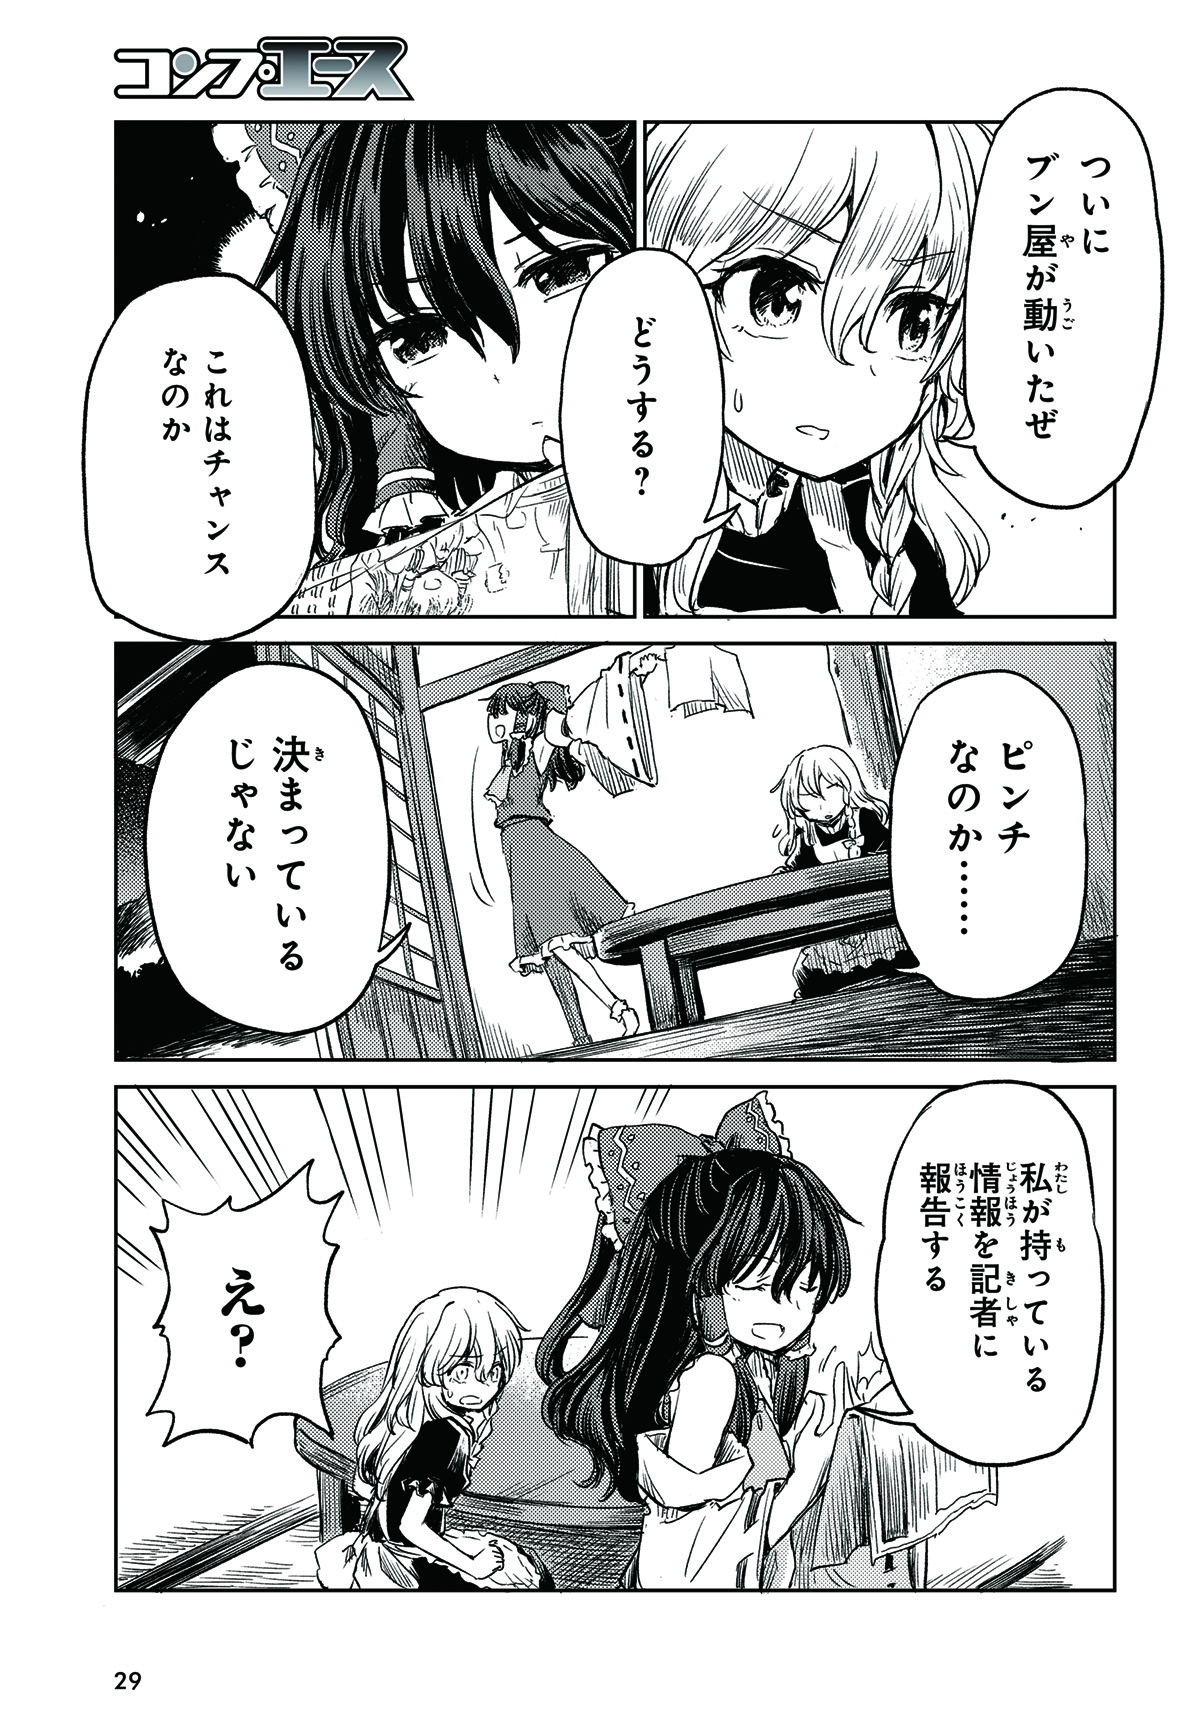 コンプ・エース
ついに
ブン屋が動いたぜ
どうする?
これはチャンス
なのか
ピンチ
なのか……
決まっている
じゃない
私が持っている
情報を記者に
報告する
え?
29